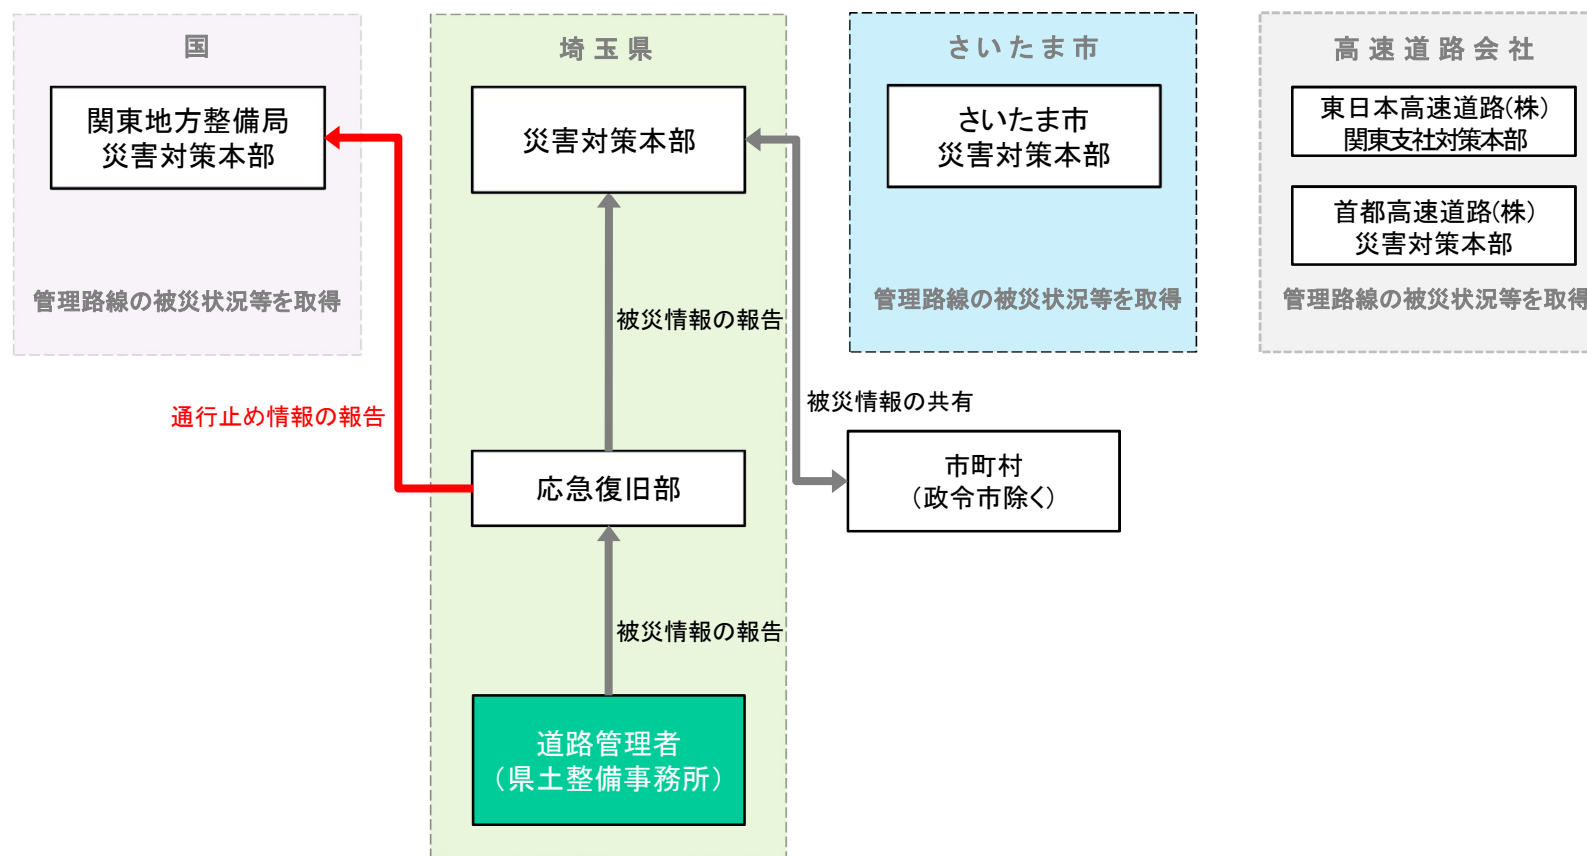 国
関東地方整備局
災害対策本部
管理路線の被災状況等を取得
通行止め情報の報告
埼玉県
災害対策本部
被災情報の報告
応急復旧部
被災情報の報告
道路管理者
（県土整備事務所）
さいたま市
さいたま市
災害対策本部
管理路線の被災状況等を取得
被災情報の共有
市町村
（政令市除く）
高速道路会社
東日本高速道路(株)
関東支社対策本部
首都高速道路(株)
災害対策本部
管理路線の被災状況等を取得